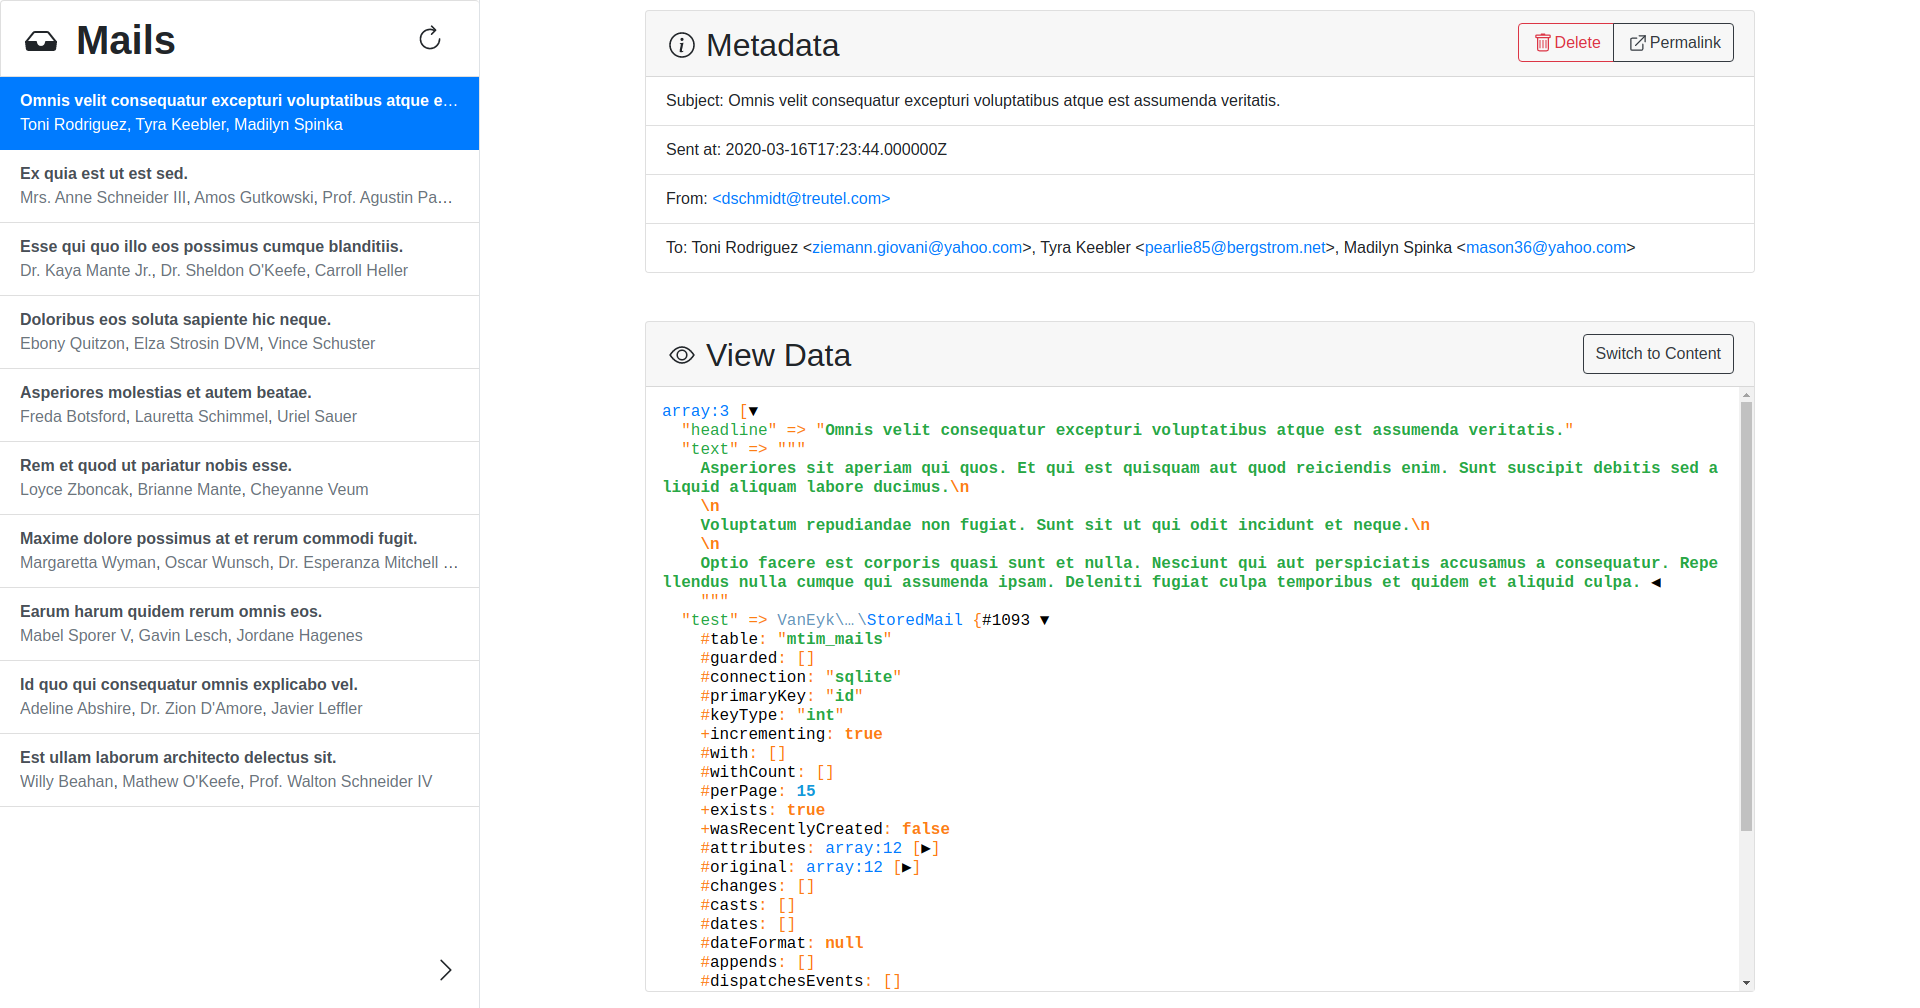 Mails
Omnis velit consequatur excepturi voluptatibus atque e…
Toni Rodriguez, Tyra Keebler, Madilyn Spinka
Ex quia est ut est sed.
Mrs. Anne Schneider III, Amos Gutkowski, Prof. Agustin Pa…
Esse qui quo illo eos possimus cumque blanditiis.
Dr. Kaya Mante Jr., Dr. Sheldon O'Keefe, Carroll Heller
Doloribus eos soluta sapiente hic neque.
Ebony Quitzon, Elza Strosin DVM, Vince Schuster
Asperiores molestias et autem beatae.
Freda Botsford, Lauretta Schimmel, Uriel Sauer
Rem et quod ut pariatur nobis esse.
Loyce Zboncak, Brianne Mante, Cheyanne Veum
Maxime dolore possimus at et rerum commodi fugit.
Margaretta Wyman, Oscar Wunsch, Dr. Esperanza Mitchell …
Earum harum quidem rerum omnis eos.
Mabel Sporer V, Gavin Lesch, Jordane Hagenes
Id quo qui consequatur omnis explicabo vel.
Adeline Abshire, Dr. Zion D'Amore, Javier Leffler
Est ullam laborum architecto delectus sit.
Willy Beahan, Mathew O'Keefe, Prof. Walton Schneider IV
Metadata
Delete
Permalink
Subject: Omnis velit consequatur excepturi voluptatibus atque est assumenda veritatis.
Sent at: 2020-03-16T17:23:44.000000Z
From: <dschmidt@treutel.com>
To: Toni Rodriguez <ziemann.giovani@yahoo.com>, Tyra Keebler <pearlie85@bergstrom.net>, Madilyn Spinka <mason36@yahoo.com>
View Data
Switch to Content
array:3 [▼
"headline" => "Omnis velit consequatur excepturi voluptatibus atque est assumenda veritatis."
"text" => """
Asperiores sit aperiam qui quos. Et qui est quisquam aut quod reiciendis enim. Sunt suscipit debitis sed a
liquid aliquam labore ducimus.\n
\n
Voluptatum repudiandae non fugiat. Sunt sit ut qui odit incidunt et neque.\n
\n
Optio facere est corporis quasi sunt et nulla. Nesciunt qui aut perspiciatis accusamus a consequatur. Repe
llendus nulla cumque qui assumenda ipsam. Deleniti fugiat culpa temporibus et quidem et aliquid culpa. ◀
"""
"test" => VanEyk\…\StoredMail {#1093 ▼
#table: "mtim_mails"
#guarded: []
#connection: "sqlite"
#primaryKey: "id"
#keyType: "int"
+incrementing: true
#with: []
#withCount: []
#perPage: 15
+exists: true
+wasRecentlyCreated: false
#attributes: array:12 [▶]
#original: array:12 [▶]
#changes: []
#casts: []
#dates: []
#dateFormat: null
#appends: []
#dispatchesEvents: []